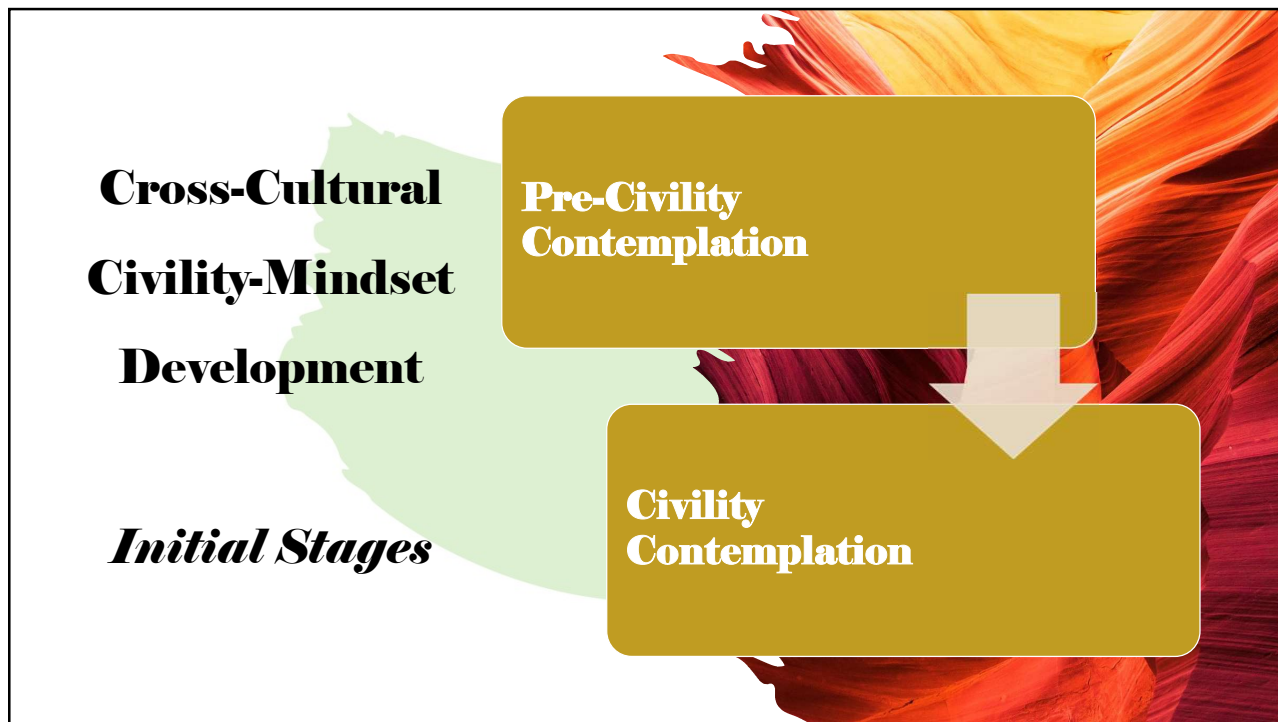 Cross-Cultural
Civility-Mindset
Development
Initial Stages
Pre-Civility
Contemplation
Civility
Contemplation